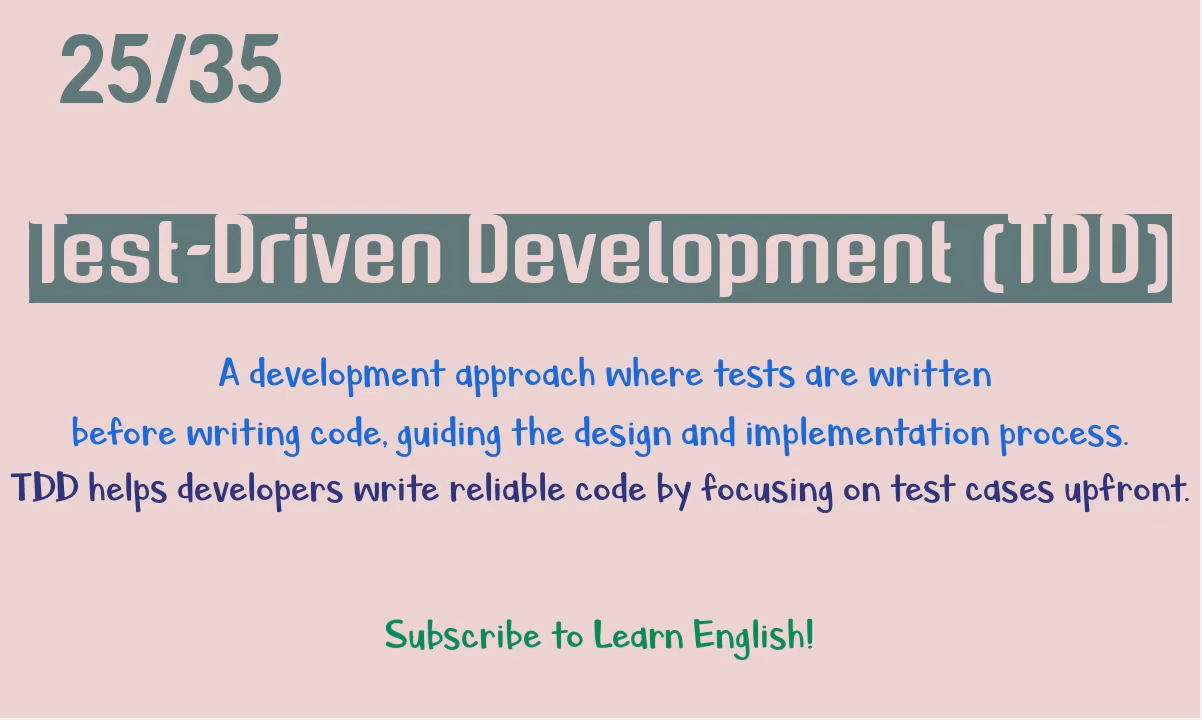 25/35
Test-Driven Development (TDD)
A development approach where tests are written
before writing code, guiding the design and implementation process.
TDD helps developers write reliable code by focusing on test cases upfront.
Subscribe to Learn English!